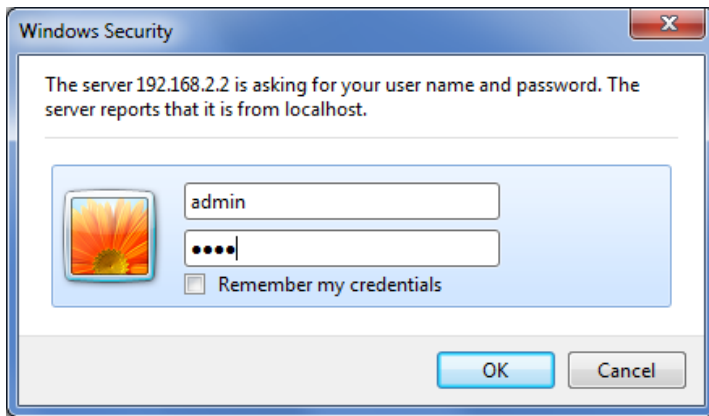 Windows Security
The server 192.168.2.2 is asking for your user name and password. The
server reports that it is from localhost.
admin
••••
Remember my credentials
OK
Cancel